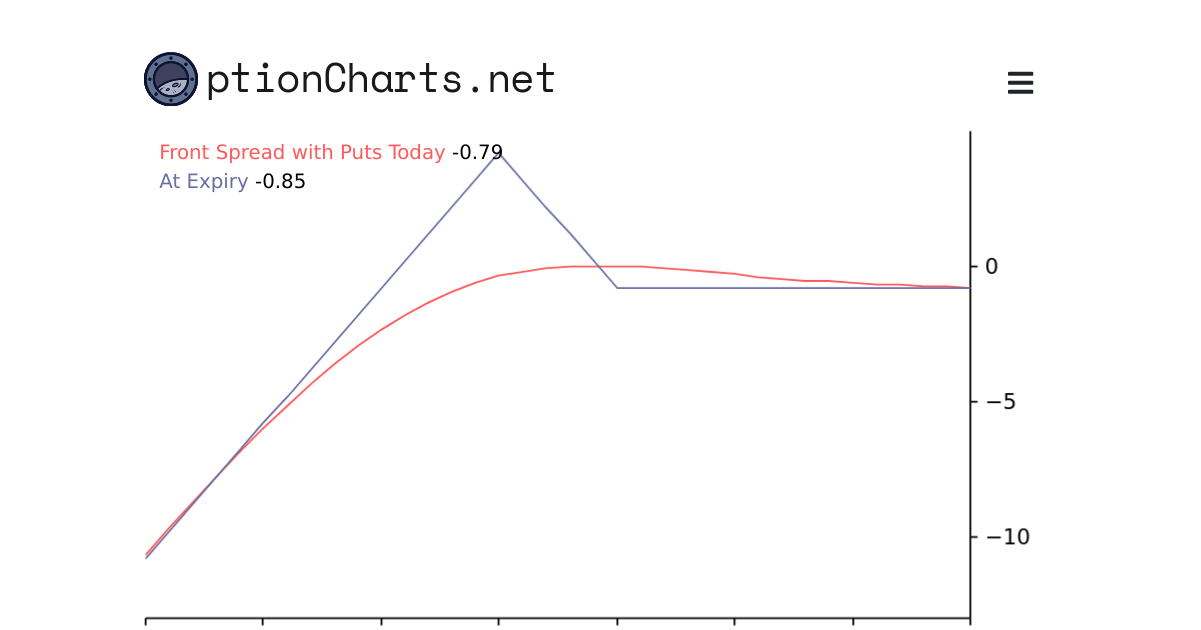 ptionCharts.net
Front Spread with Puts Today -0.79
At Expiry -0.85
0
−5
−10